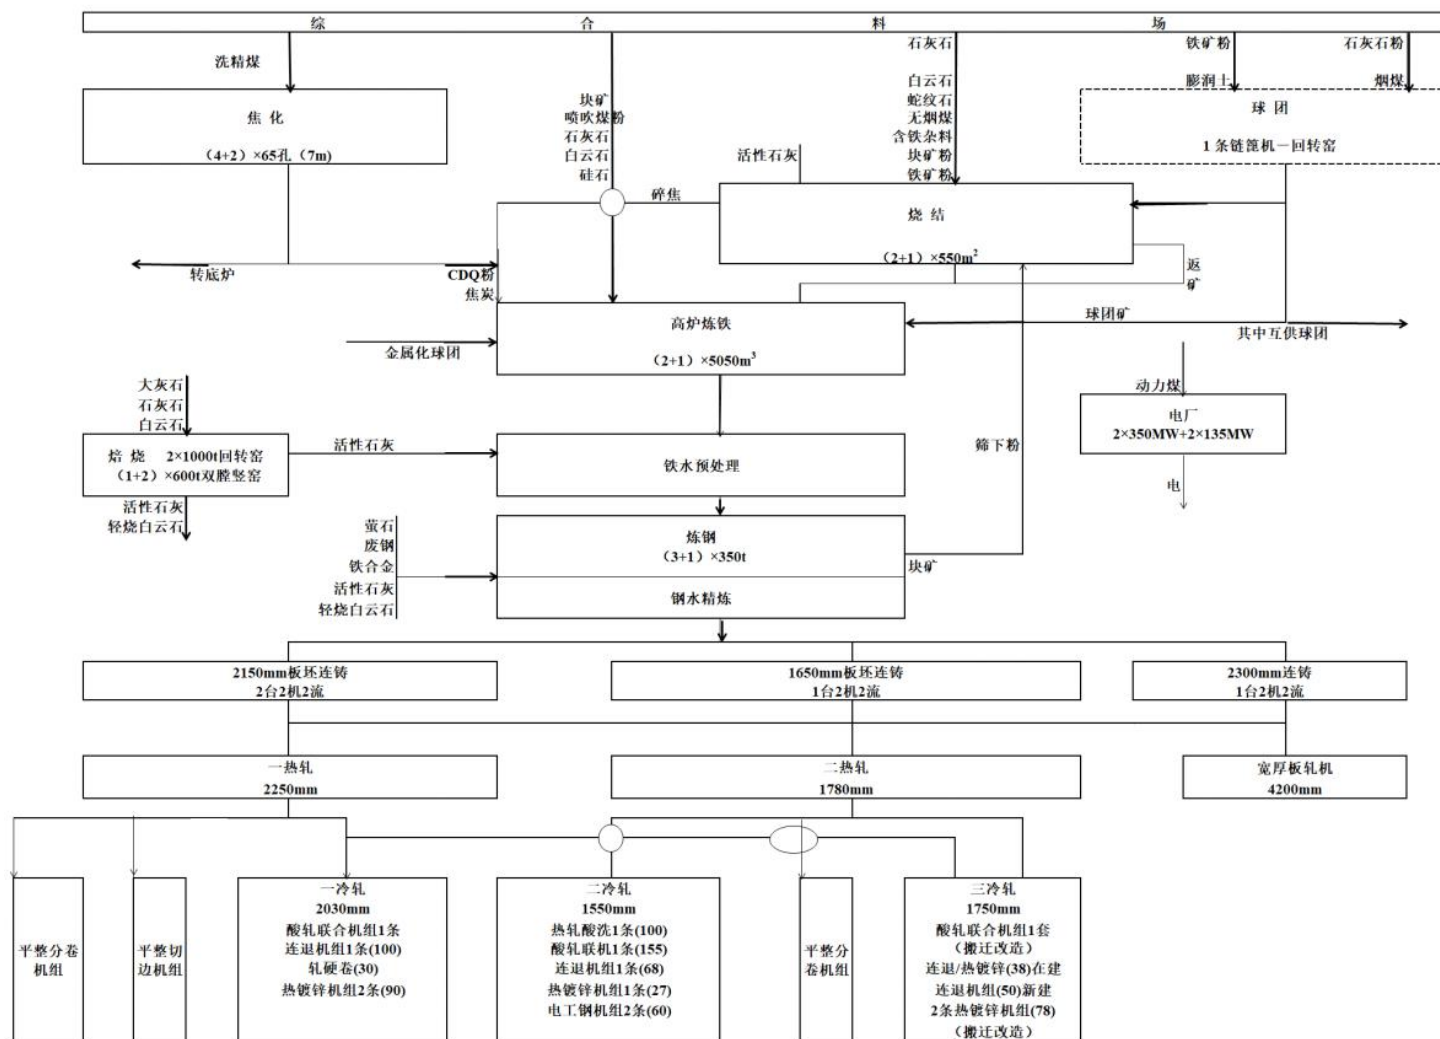 综 合 料 场
洗精煤
焦 化
（4+2）×65孔（7m)
块矿
喷吹煤粉
石灰石
白云石
硅石
石灰石
白云石
蛇纹石
无烟煤
含铁杂料
块矿粉
铁矿粉
铁矿粉
膨润土
石灰石粉
烟煤
球 团
1 条链篦机－回转窑
活性石灰
碎焦
烧 结
（2+1）×550m²
返
矿
转底炉
CDQ粉
焦炭
高炉炼铁
（2+1）×5050m³
球团矿
其中互供球团
金属化球团
动力煤
电厂
2×350MW+2×135MW
电
大灰石
石灰石
白云石
焙 烧 2×1000t回转窑
（1+2）×600t双膛竖窑
活性石灰
轻烧白云石
活性石灰
铁水预处理
筛下粉
萤石
废钢
铁合金
活性石灰
轻烧白云石
炼钢
（3+1）×350t
块矿
钢水精炼
2150mm板坯连铸
2台2机2流
1650mm板坯连铸
1台2机2流
2300mm连铸
1台2机2流
一热轧
2250mm
二热轧
1780mm
宽厚板轧机
4200mm
平整分卷
机组
平整切
边机组
一冷轧
2030mm
酸轧联合机组1条
连退机组1条(100)
轧硬卷(30)
热镀锌机组2条(90)
二冷轧
1550mm
热轧酸洗1条(100)
酸轧联机1条(155)
连退机组1条(68)
热镀锌机组1条(27)
电工钢机组2条(60)
平整分
卷机组
三冷轧
1750mm
酸轧联合机组1套
（搬迁改造）
连退/热镀锌(38)在建
连退机组(50)新建
2条热镀锌机组(78)
（搬迁改造）